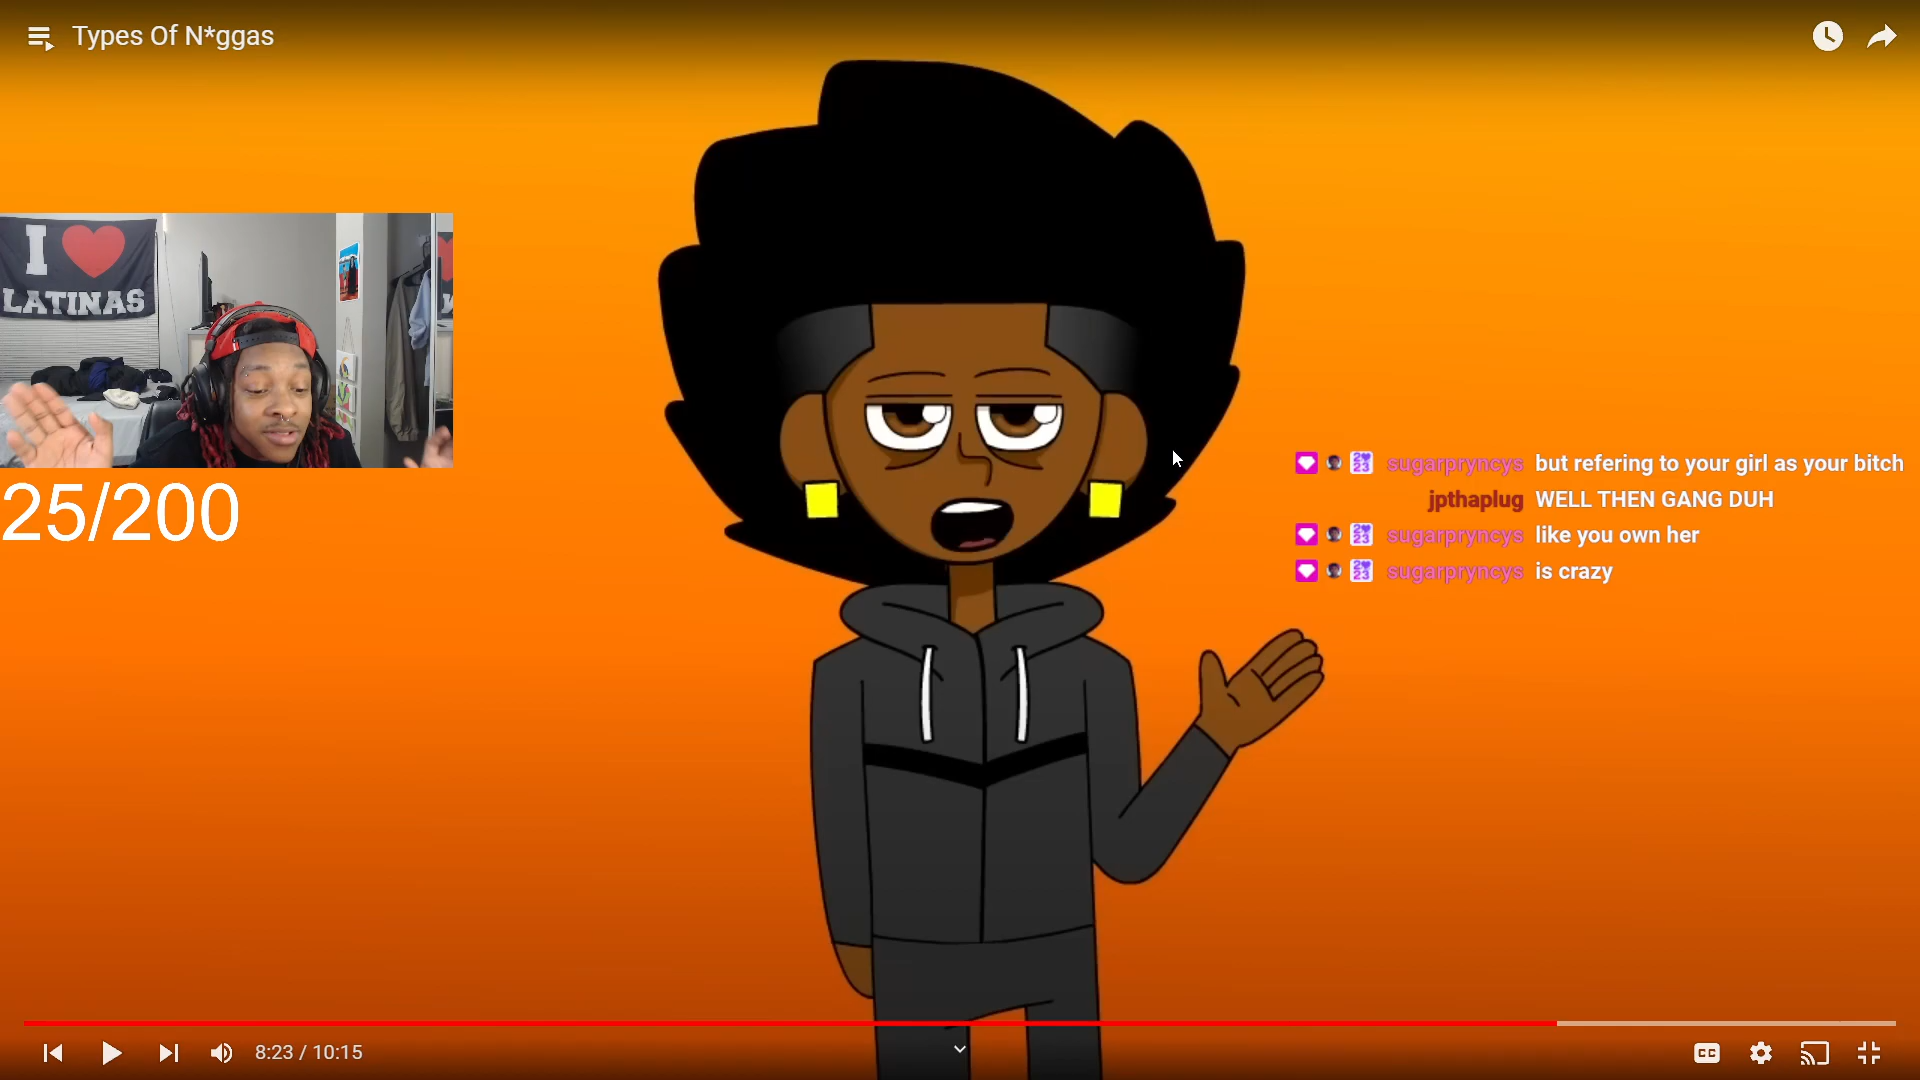 Types Of N*ggas
I
LATINAS
25/200
sugarpryncys but refering to your girl as your bitch
jpthaplug WELL THEN GANG DUH
sugarpryncys like you own her
sugarpryncys is crazy
8:23 / 10:15
CC